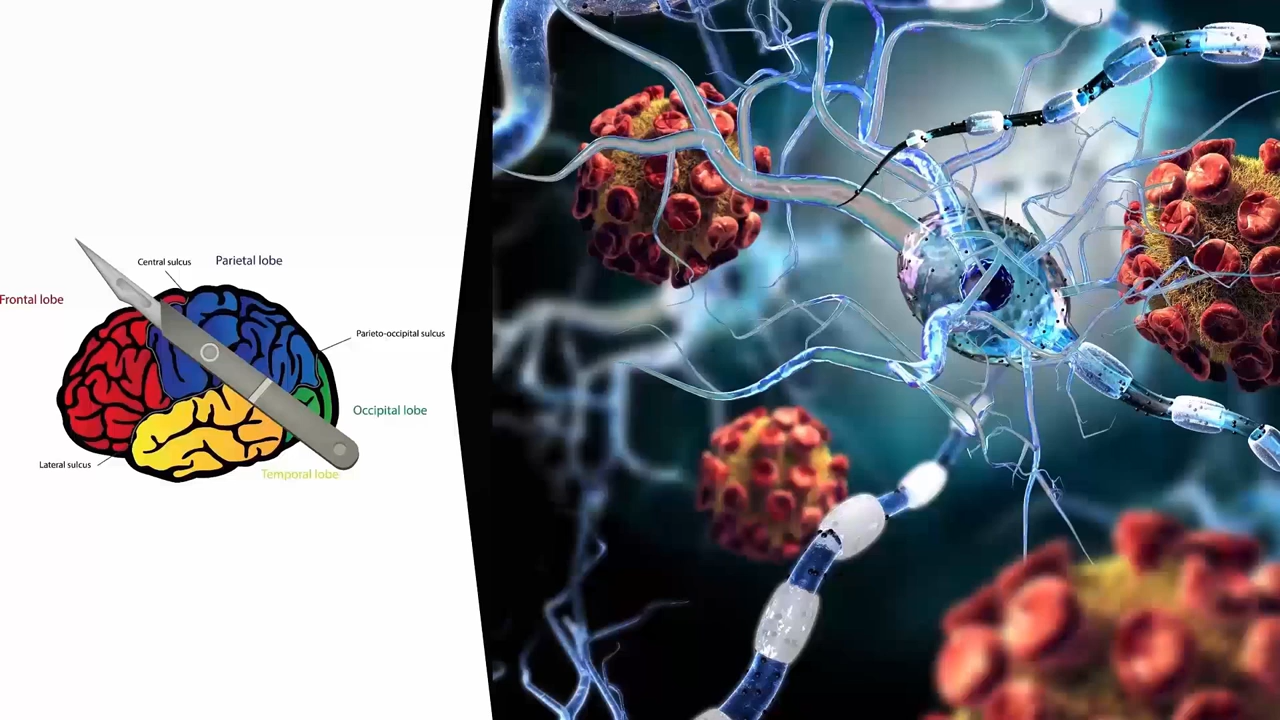 Central sulcus
Parietal lobe
Frontal lobe
Parieto-occipital sulcus
Occipital lobe
Lateral sulcus
Temporal lobe